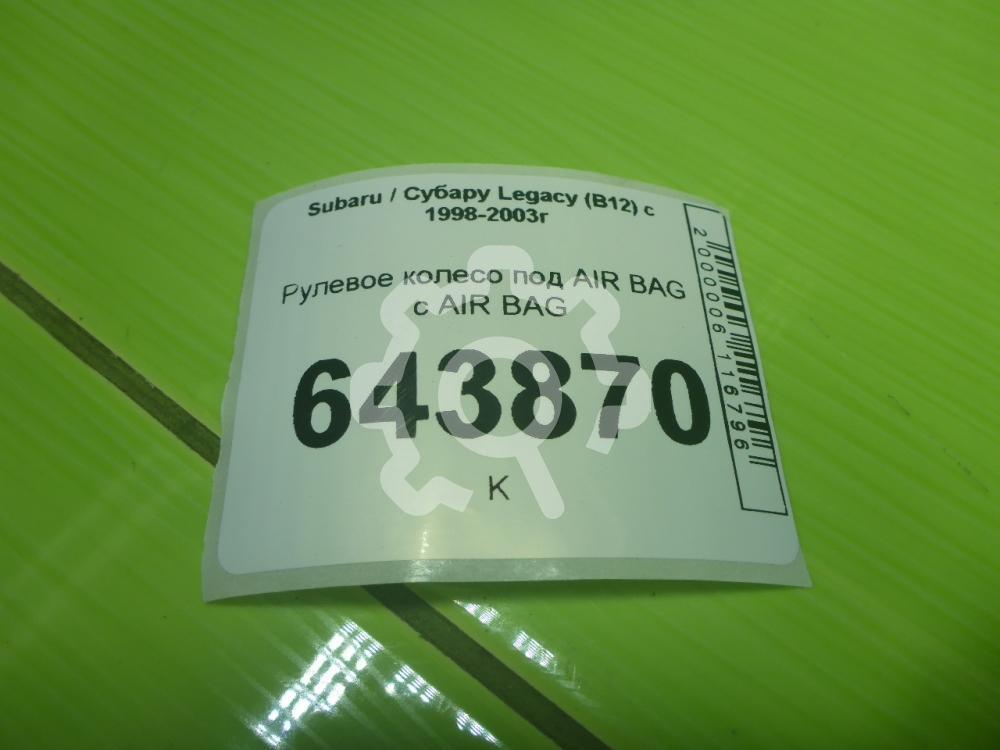 Subaru / Субару Legacy (B12) с
1998-2003г
Рулевое колесо под AIR BAG
с AIR BAG
643870
К
2000006116796